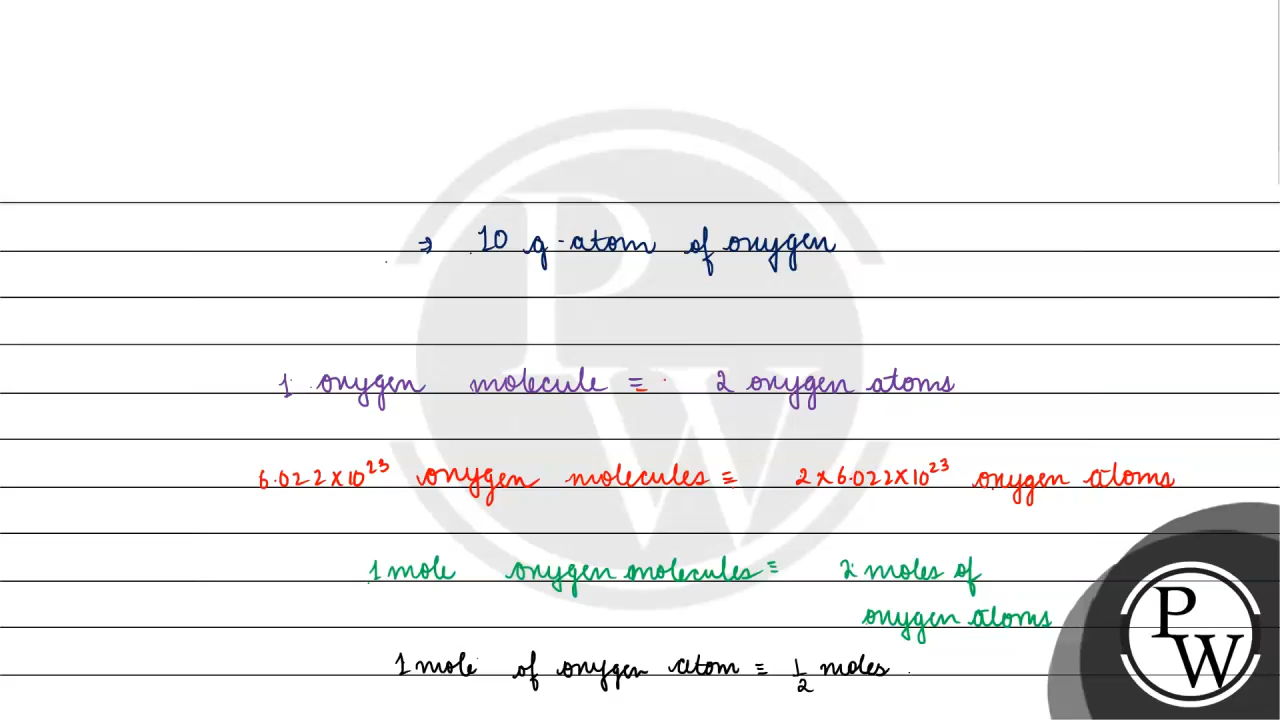 ⇒ 10 g-atom of oxygen
1 oxygen molecule ≡ 2 oxygen atoms
6.022×10²³ oxygen molecules ≡ 2×6.022×10²³ oxygen atoms
1 mole oxygen molecules ≡ 2 moles of
oxygen atoms
1 mole of oxygen atom ≡ 1/2 moles
PW
PW